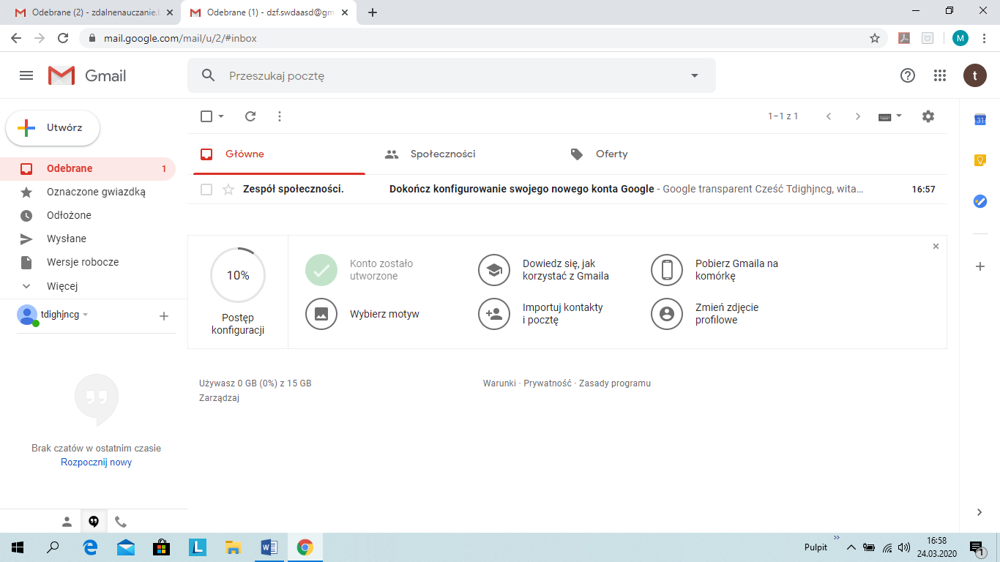 Odebrane (2) - zdalnenauczanie.
Odebrane (1) - dzf.swdaasd@gm
mail.google.com/mail/u/2/#inbox
M
Gmail
Przeszukaj pocztę
t
Utwórz
1–1 z 1
31
Odebrane 1
Oznaczone gwiazdką
Odłożone
Wysłane
Wersje robocze
Więcej
tdighjncg
Główne
Społeczności
Oferty
Zespół społeczności. Dokończ konfigurowanie swojego nowego konta Google - Google transparent Cześć Tdighjncg, wita… 16:57
10%
Postęp
konfiguracji
Konto zostało
utworzone
Dowiedz się, jak
korzystać z Gmaila
Pobierz Gmaila na
komórkę
Wybierz motyw
Importuj kontakty
i pocztę
Zmień zdjęcie
profilowe
Używasz 0 GB (0%) z 15 GB
Zarządzaj
Warunki · Prywatność · Zasady programu
Brak czatów w ostatnim czasie
Rozpocznij nowy
L
Pulpit
16:58
24.03.2020
1